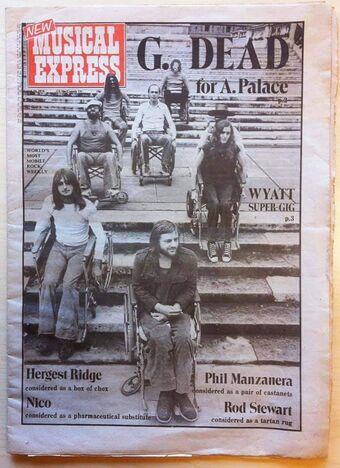 NEW
MUSICAL
EXPRESS
G. DEAD
for A. Palace
p.2
WORLD'S
MOST
MOBILE
ROCK
WEEKLY
WYATT
SUPER-GIG
p.3
Hergest Ridge
considered as a box of chox
Nico
considered as a pharmaceutical substitute
Phil Manzanera
considered as a pair of castanets
Rod Stewart
considered as a tartan rug